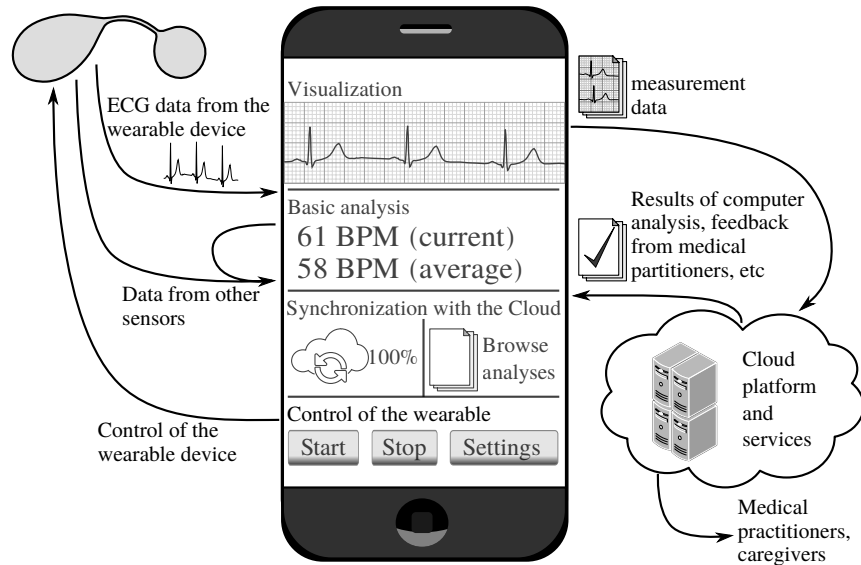 ECG data from the
wearable device
Data from other
sensors
Control of the
wearable device
Visualization
Basic analysis
61 BPM (current)
58 BPM (average)
Synchronization with the Cloud
100%
Browse
analyses
Control of the wearable
Start
Stop
Settings
measurement
data
Results of computer
analysis, feedback
from medical
partitioners, etc
Cloud
platform
and
services
Medical
practitioners,
caregivers